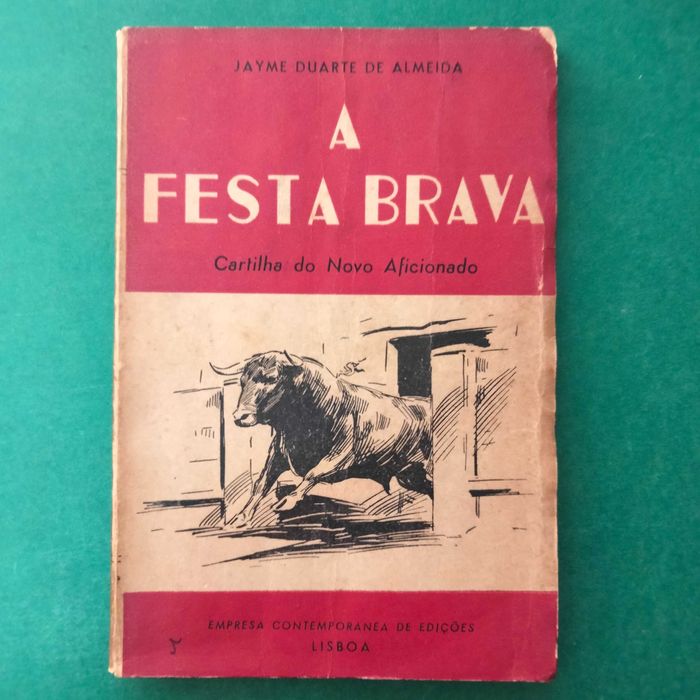 JAYME DUARTE DE ALMEIDA
A
FESTA BRAVA
Cartilha do Novo Aficionado
EMPRESA CONTEMPORANEA DE EDIÇÕES
LISBOA